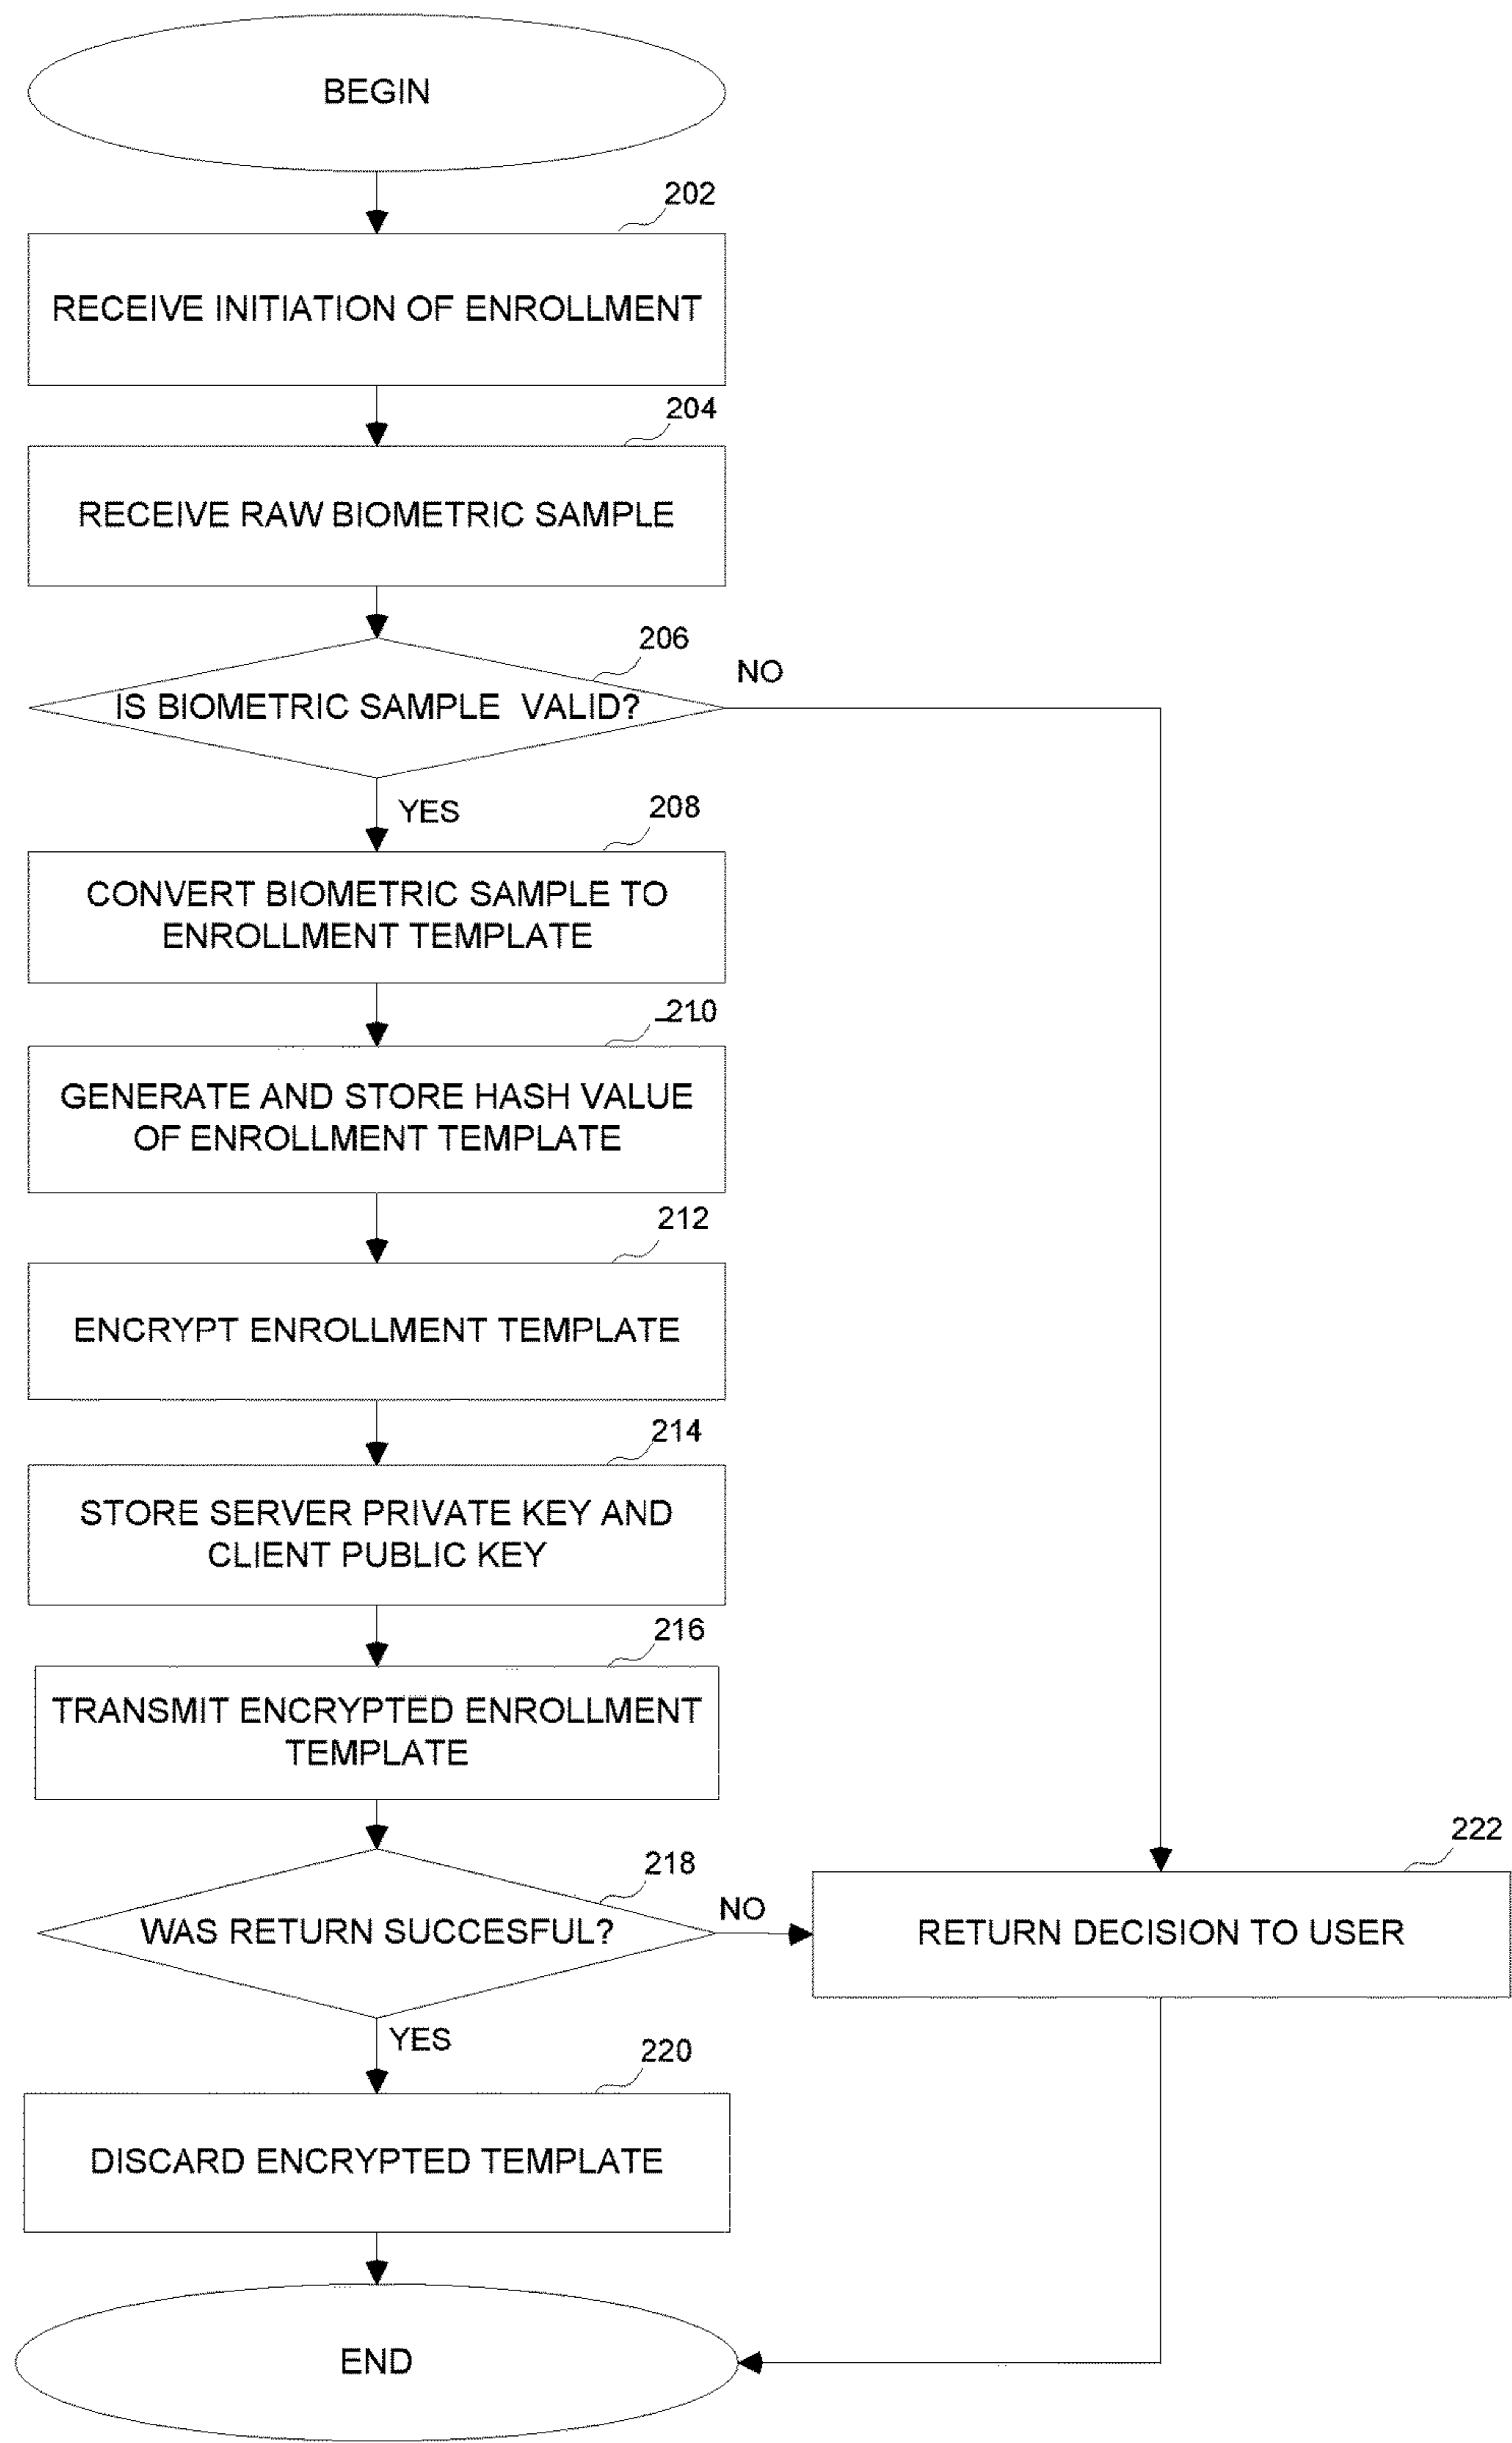 BEGIN
202
RECEIVE INITIATION OF ENROLLMENT
204
RECEIVE RAW BIOMETRIC SAMPLE
206
NO
IS BIOMETRIC SAMPLE VALID?
YES
208
CONVERT BIOMETRIC SAMPLE TO
ENROLLMENT TEMPLATE
210
GENERATE AND STORE HASH VALUE
OF ENROLLMENT TEMPLATE
212
ENCRYPT ENROLLMENT TEMPLATE
214
STORE SERVER PRIVATE KEY AND
CLIENT PUBLIC KEY
216
TRANSMIT ENCRYPTED ENROLLMENT
TEMPLATE
218
WAS RETURN SUCCESFUL?
NO
222
RETURN DECISION TO USER
YES
220
DISCARD ENCRYPTED TEMPLATE
END